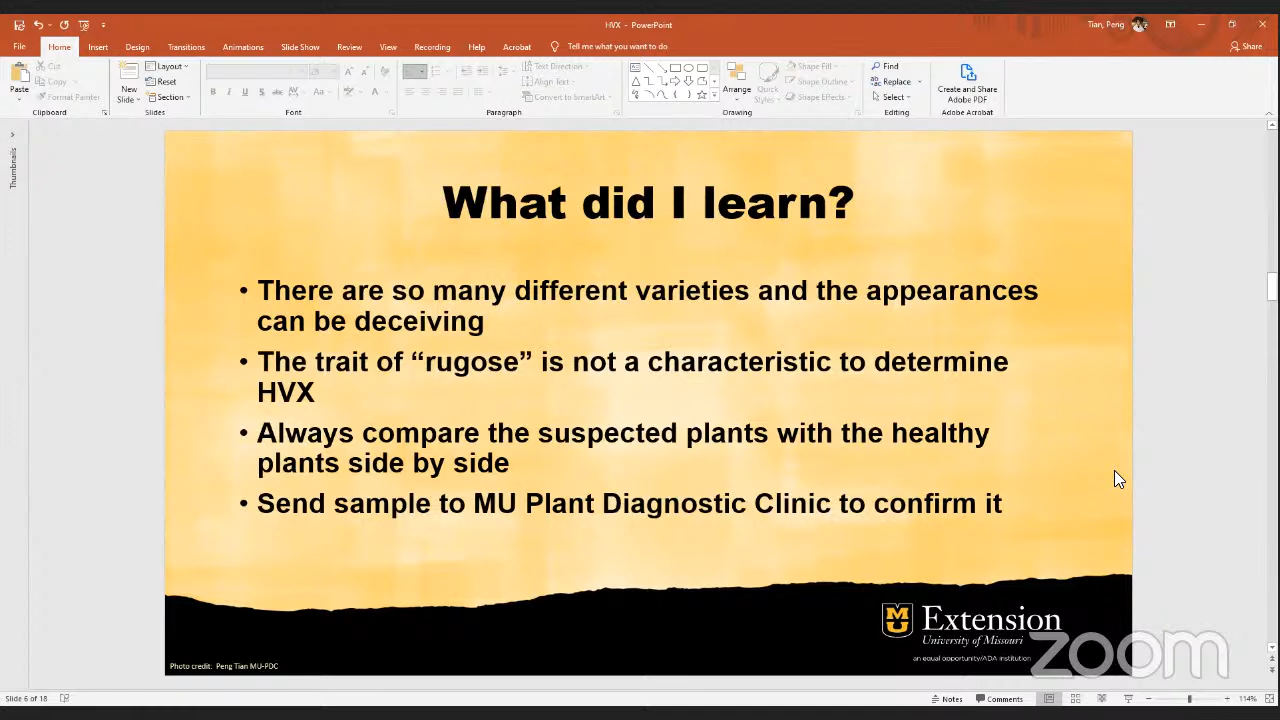 HVX - PowerPoint
Tian, Peng
File Home Insert Design Transitions Animations Slide Show Review View Recording Help Acrobat Tell me what you want to do Share
Paste
Cut
Copy
Format Painter
Clipboard
New
Slide
Layout
Reset
Section
Slides
B I U S abc AV Aa A
Font
Text Direction
Align Text
Convert to SmartArt
Paragraph
Arrange
Quick
Styles
Shape Fill
Shape Outline
Shape Effects
Drawing
Find
Replace
Select
Editing
Create and Share
Adobe PDF
Adobe Acrobat
Thumbnails
What did I learn?
• There are so many different varieties and the appearances
can be deceiving
• The trait of “rugose” is not a characteristic to determine
HVX
• Always compare the suspected plants with the healthy
plants side by side
• Send sample to MU Plant Diagnostic Clinic to confirm it
MU Extension
University of Missouri
an equal opportunity/ADA institution
zoom
Photo credit: Peng Tian MU-PDC
Slide 6 of 18
Notes Comments 114%